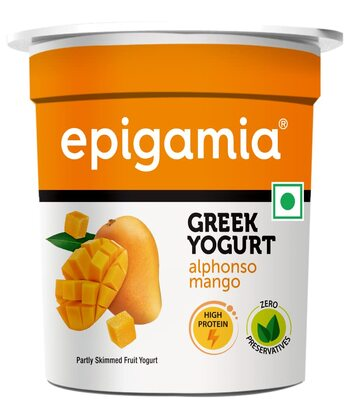 epigamia®
GREEK
YOGURT
alphonso
mango
HIGH
PROTEIN
ZERO
PRESERVATIVES
Partly Skimmed Fruit Yogurt